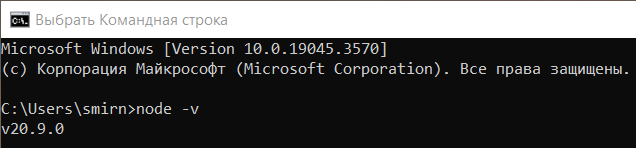 Выбрать Командная строка
Microsoft Windows [Version 10.0.19045.3570]
(c) Корпорация Майкрософт (Microsoft Corporation). Все права защищены.
C:\Users\smirn>node -v
v20.9.0